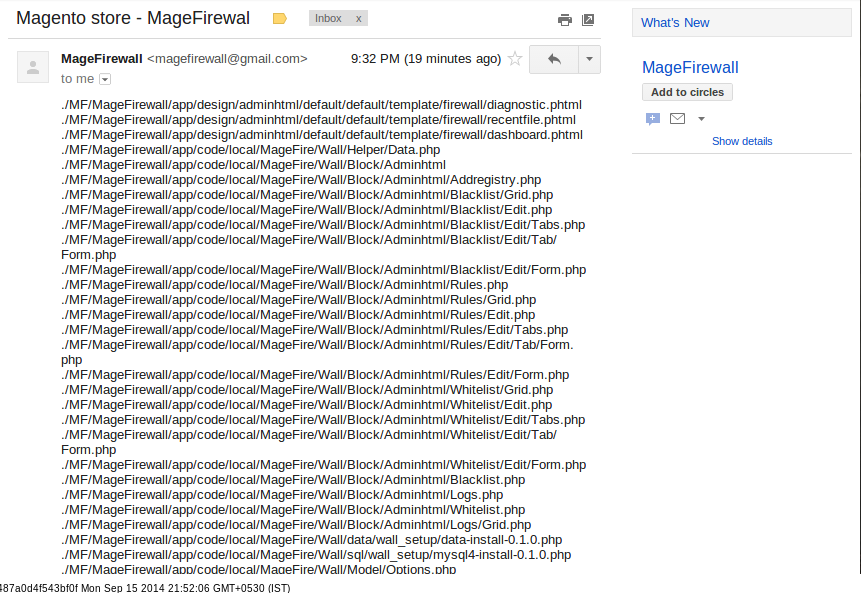 Magento store - MageFirewal
Inbox x
MageFirewall <magefirewall@gmail.com> 9:32 PM (19 minutes ago)
to me
./MF/MageFirewall/app/design/adminhtml/default/default/template/firewall/diagnostic.phtml
./MF/MageFirewall/app/design/adminhtml/default/default/template/firewall/recentfile.phtml
./MF/MageFirewall/app/design/adminhtml/default/default/template/firewall/dashboard.phtml
./MF/MageFirewall/app/code/local/MageFire/Wall/Helper/Data.php
./MF/MageFirewall/app/code/local/MageFire/Wall/Block/Adminhtml
./MF/MageFirewall/app/code/local/MageFire/Wall/Block/Adminhtml/Addregistry.php
./MF/MageFirewall/app/code/local/MageFire/Wall/Block/Adminhtml/Blacklist/Grid.php
./MF/MageFirewall/app/code/local/MageFire/Wall/Block/Adminhtml/Blacklist/Edit.php
./MF/MageFirewall/app/code/local/MageFire/Wall/Block/Adminhtml/Blacklist/Edit/Tabs.php
./MF/MageFirewall/app/code/local/MageFire/Wall/Block/Adminhtml/Blacklist/Edit/Tab/
Form.php
./MF/MageFirewall/app/code/local/MageFire/Wall/Block/Adminhtml/Blacklist/Edit/Form.php
./MF/MageFirewall/app/code/local/MageFire/Wall/Block/Adminhtml/Rules.php
./MF/MageFirewall/app/code/local/MageFire/Wall/Block/Adminhtml/Rules/Grid.php
./MF/MageFirewall/app/code/local/MageFire/Wall/Block/Adminhtml/Rules/Edit.php
./MF/MageFirewall/app/code/local/MageFire/Wall/Block/Adminhtml/Rules/Edit/Tabs.php
./MF/MageFirewall/app/code/local/MageFire/Wall/Block/Adminhtml/Rules/Edit/Tab/Form.
php
./MF/MageFirewall/app/code/local/MageFire/Wall/Block/Adminhtml/Rules/Edit/Form.php
./MF/MageFirewall/app/code/local/MageFire/Wall/Block/Adminhtml/Whitelist/Grid.php
./MF/MageFirewall/app/code/local/MageFire/Wall/Block/Adminhtml/Whitelist/Edit.php
./MF/MageFirewall/app/code/local/MageFire/Wall/Block/Adminhtml/Whitelist/Edit/Tabs.php
./MF/MageFirewall/app/code/local/MageFire/Wall/Block/Adminhtml/Whitelist/Edit/Tab/
Form.php
./MF/MageFirewall/app/code/local/MageFire/Wall/Block/Adminhtml/Whitelist/Edit/Form.php
./MF/MageFirewall/app/code/local/MageFire/Wall/Block/Adminhtml/Blacklist.php
./MF/MageFirewall/app/code/local/MageFire/Wall/Block/Adminhtml/Logs.php
./MF/MageFirewall/app/code/local/MageFire/Wall/Block/Adminhtml/Whitelist.php
./MF/MageFirewall/app/code/local/MageFire/Wall/Block/Adminhtml/Logs/Grid.php
./MF/MageFirewall/app/code/local/MageFire/Wall/data/wall_setup/data-install-0.1.0.php
./MF/MageFirewall/app/code/local/MageFire/Wall/sql/wall_setup/mysql4-install-0.1.0.php
./MF/MageFirewall/app/code/local/MageFire/Wall/Model/Options.php
What's New
MageFirewall
Add to circles
Show details
487a0d4f543bf0f Mon Sep 15 2014 21:52:06 GMT+0530 (IST)